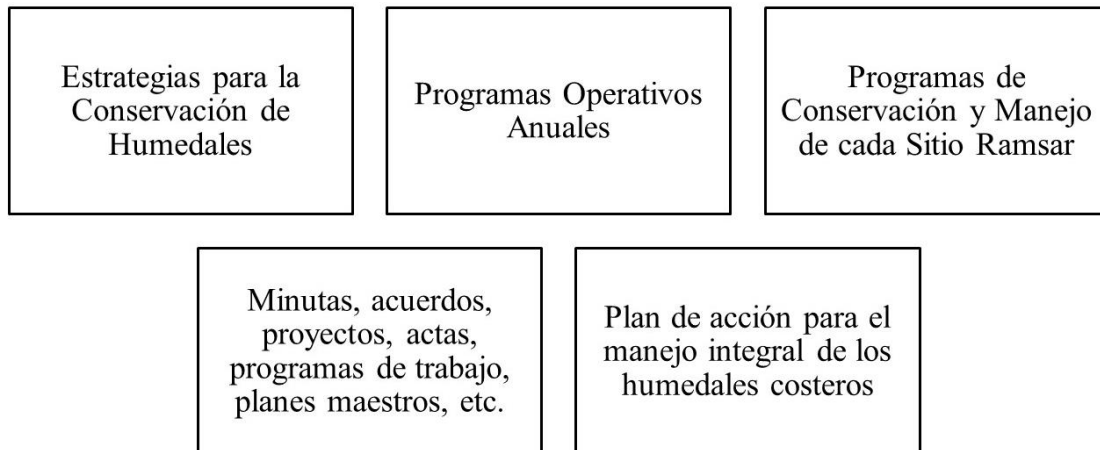 Estrategias para la
Conservación de
Humedales
Programas Operativos
Anuales
Programas de
Conservación y Manejo
de cada Sitio Ramsar
Minutas, acuerdos,
proyectos, actas,
programas de trabajo,
planes maestros, etc.
Plan de acción para el
manejo integral de los
humedales costeros